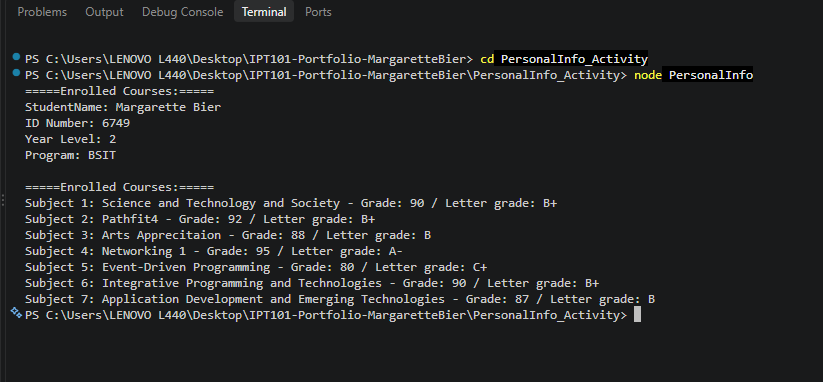 Problems Output Debug Console Terminal Ports
PS C:\Users\LENOVO L440\Desktop\IPT101-Portfolio-MargaretteBier> cd PersonalInfo_Activity
PS C:\Users\LENOVO L440\Desktop\IPT101-Portfolio-MargaretteBier\PersonalInfo_Activity> node PersonalInfo
=====Enrolled Courses:=====
StudentName: Margarette Bier
ID Number: 6749
Year Level: 2
Program: BSIT
=====Enrolled Courses:=====
Subject 1: Science and Technology and Society - Grade: 90 / Letter grade: B+
Subject 2: Pathfit4 - Grade: 92 / Letter grade: B+
Subject 3: Arts Apprecitaion - Grade: 88 / Letter grade: B
Subject 4: Networking 1 - Grade: 95 / Letter grade: A-
Subject 5: Event-Driven Programming - Grade: 80 / Letter grade: C+
Subject 6: Integrative Programming and Technologies - Grade: 90 / Letter grade: B+
Subject 7: Application Development and Emerging Technologies - Grade: 87 / Letter grade: B
PS C:\Users\LENOVO L440\Desktop\IPT101-Portfolio-MargaretteBier\PersonalInfo_Activity>